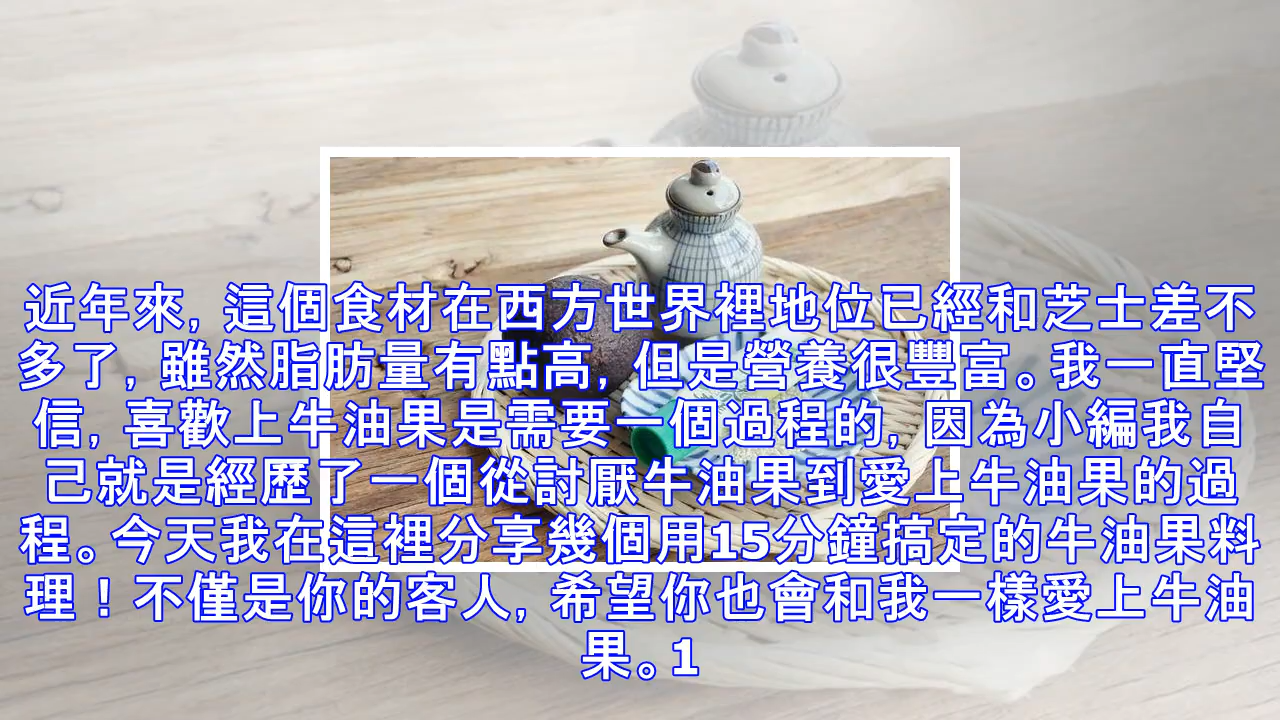 近年來, 這個食材在西方世界裡地位已經和芝士差不
多了, 雖然脂肪量有點高, 但是營養很豐富。我一直堅
信, 喜歡上牛油果是需要一個過程的, 因為小編我自
己就是經歷了一個從討厭牛油果到愛上牛油果的過
程。今天我在這裡分享幾個用15分鐘搞定的牛油果料
理！不僅是你的客人, 希望你也會和我一樣愛上牛油
果。1